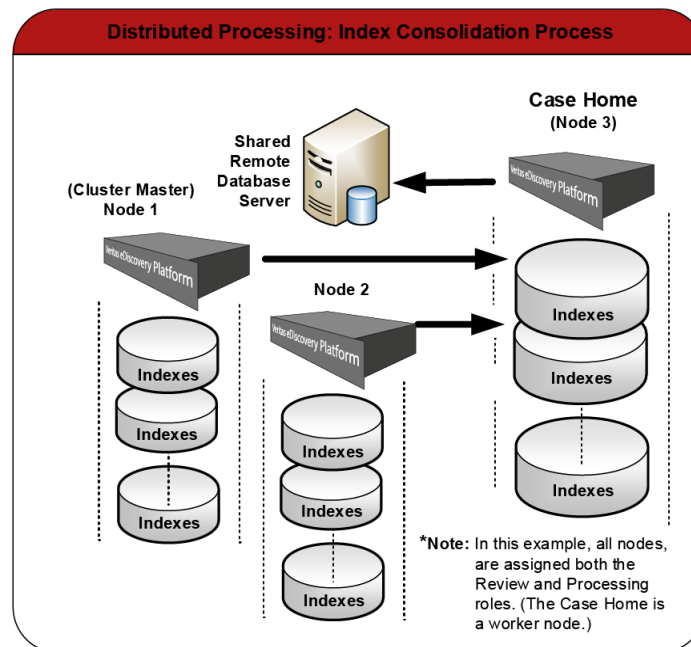 Distributed Processing: Index Consolidation Process
Case Home
(Node 3)
Shared
Remote
Database
Server
Veritas eDiscovery Platform
(Cluster Master)
Node 1
Veritas eDiscovery Platform
Node 2
Veritas eDiscovery Platform
Indexes
Indexes
Indexes
Indexes
Indexes
Indexes
Indexes
Indexes
Indexes
*Note: In this example, all nodes,
are assigned both the
Review and Processing
roles. (The Case Home is
a worker node.)